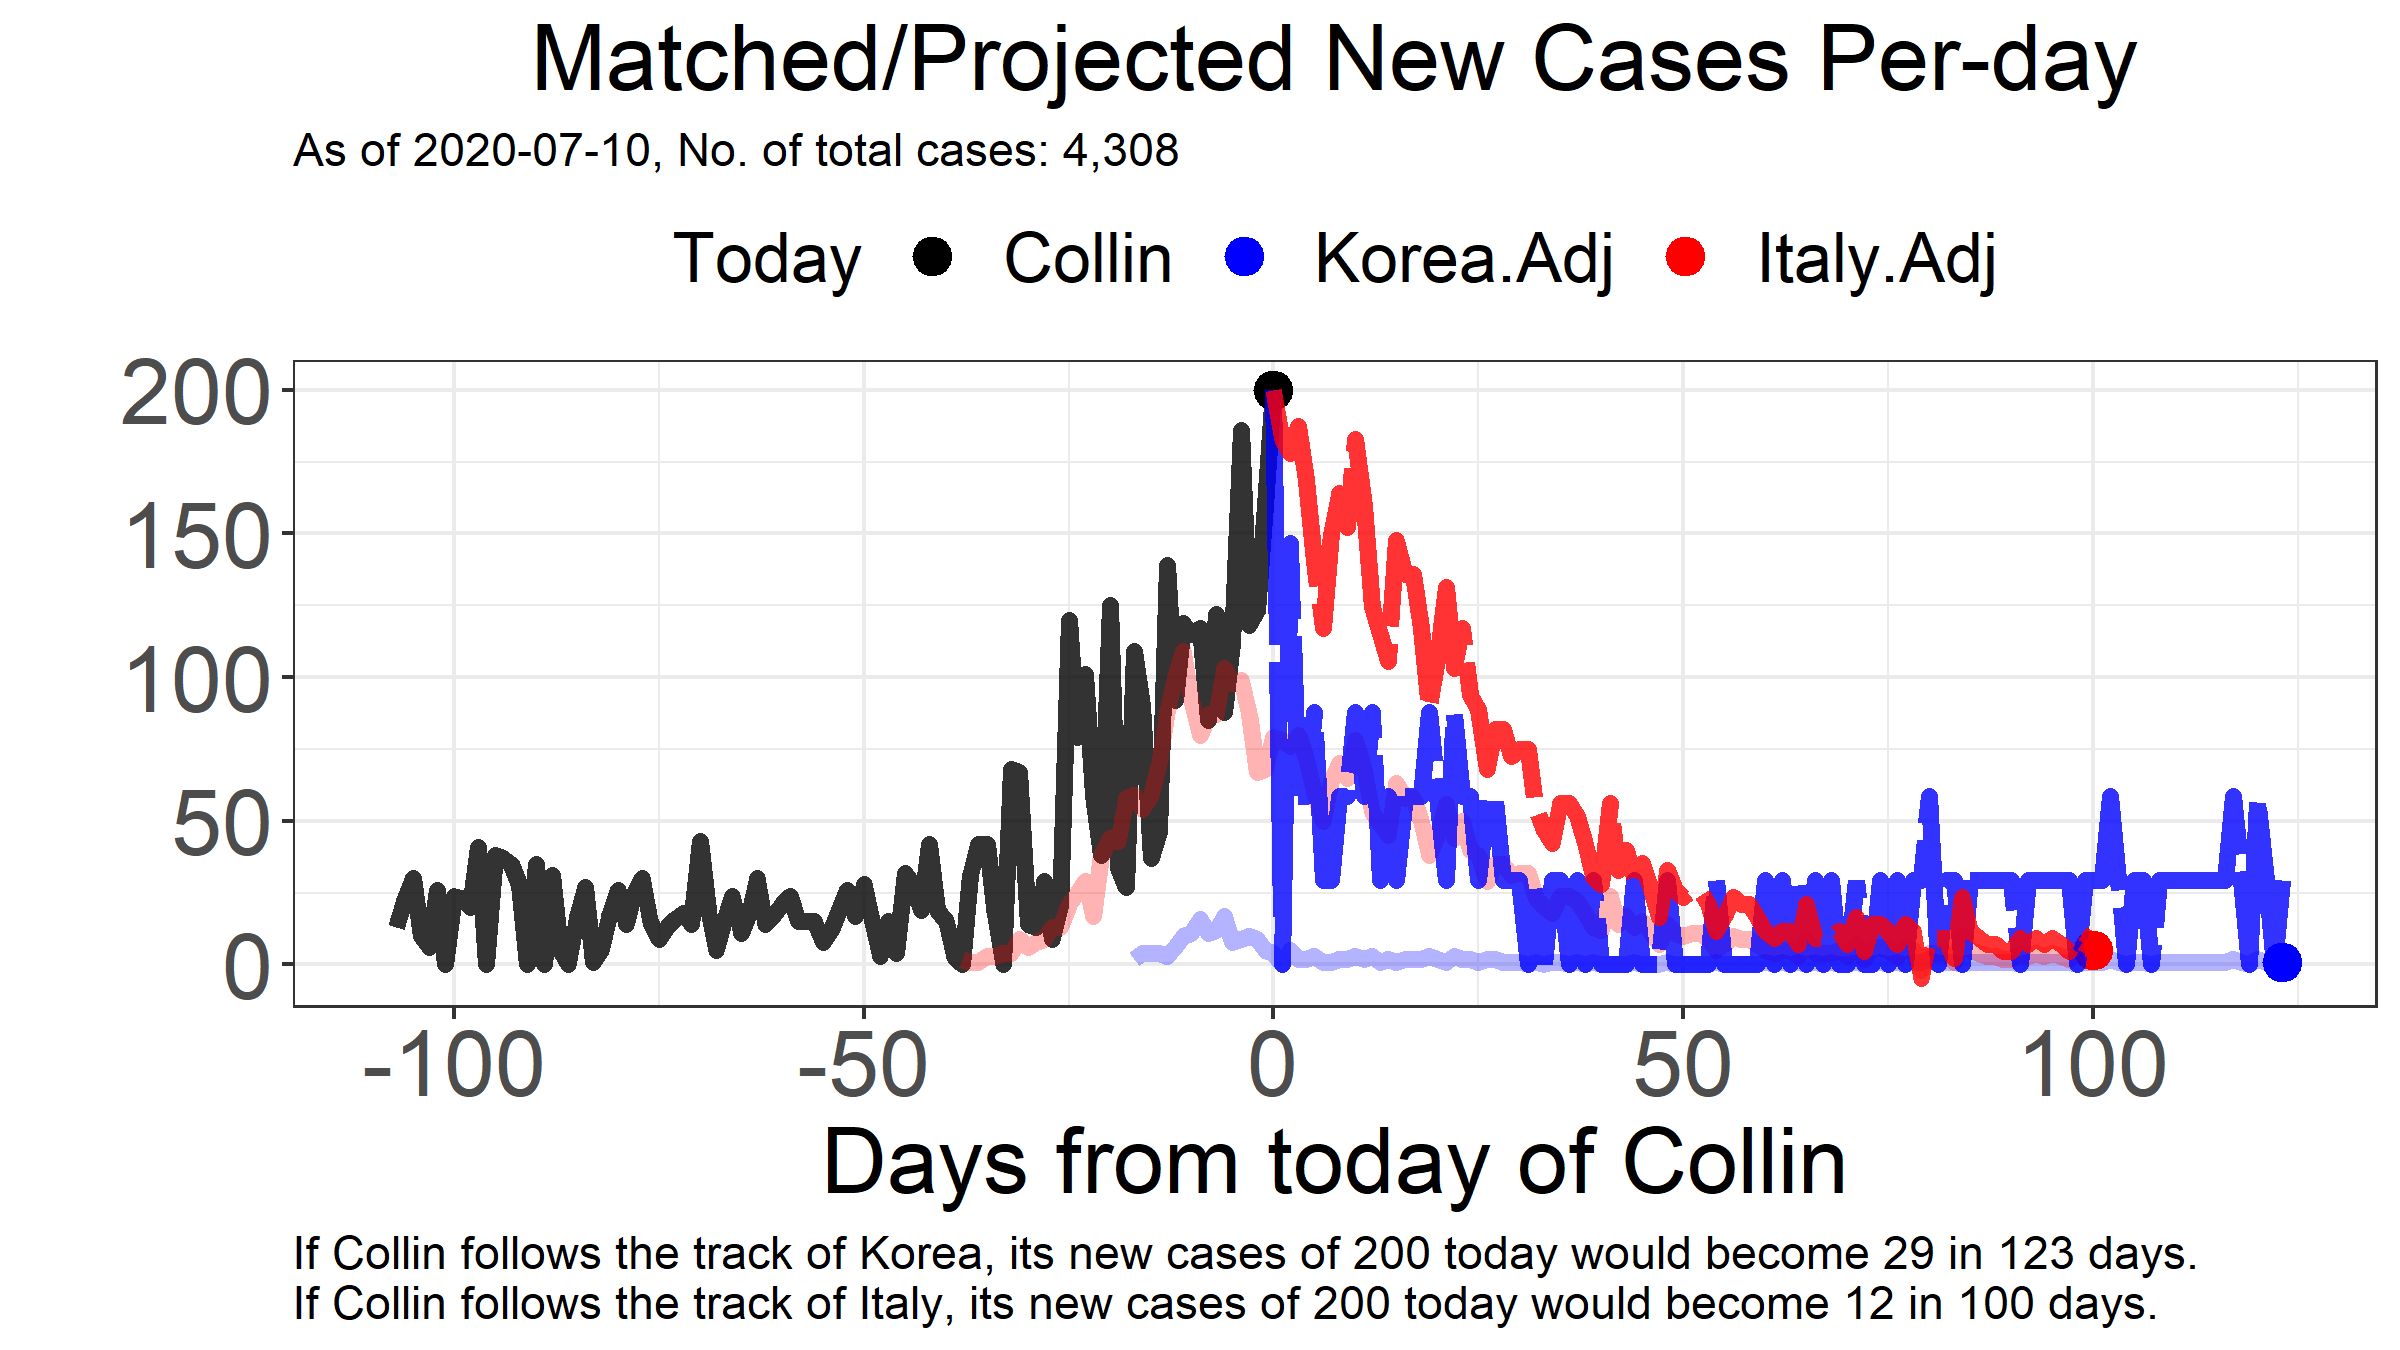 Matched/Projected New Cases Per-day
As of 2020-07-10, No. of total cases: 4,308
Today Collin Korea.Adj Italy.Adj
200
150
100
50
0
-100 -50 0 50 100
Days from today of Collin
If Collin follows the track of Korea, its new cases of 200 today would become 29 in 123 days.
If Collin follows the track of Italy, its new cases of 200 today would become 12 in 100 days.